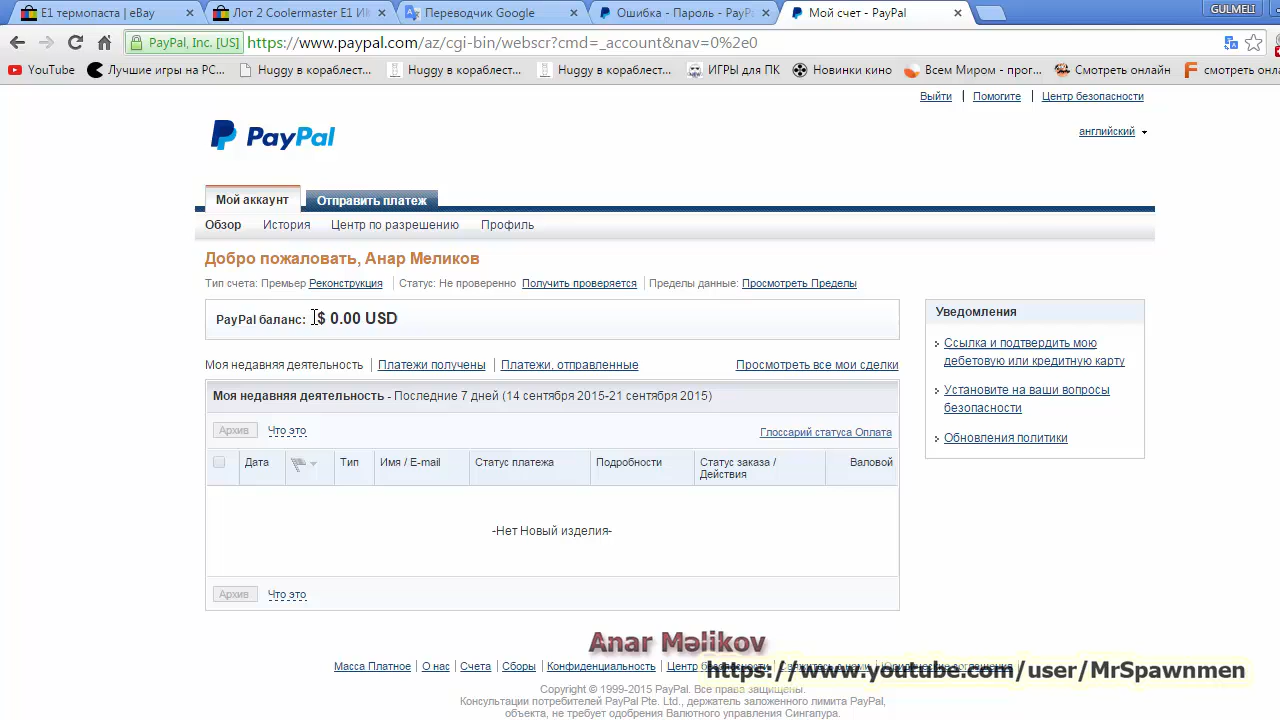 E1 термопаста | eBay
Лот 2 Coolermaster E1 И
Переводчик Google
Ошибка - Пароль - PayP
Мой счет - PayPal
GULMELI
PayPal, Inc. [US]
https://www.paypal.com/az/cgi-bin/webscr?cmd=_account&nav=0%2e0
YouTube
Лучшие игры на PC...
Huggy в кораблест...
Huggy в кораблест...
Huggy в кораблест...
ИГРЫ для ПК
Новинки кино
Всем Миром - прог...
Смотреть онлайн
смотреть онла
Выйти
Помогите
Центр безопасности
PayPal
английский
Мой аккаунт
Отправить платеж
Обзор
История
Центр по разрешению
Профиль
Добро пожаловать, Анар Меликов
Тип счета: Премьер Реконструкция
Статус: Не проверенно Получить проверяется
Пределы данные: Просмотреть Пределы
PayPal баланс: $ 0.00 USD
Уведомления
Ссылка и подтвердить мою
дебетовую или кредитную карту
Установите на ваши вопросы
безопасности
Обновления политики
Моя недавняя деятельность
Платежи получены
Платежи, отправленные
Просмотреть все мои сделки
Моя недавняя деятельность - Последние 7 дней (14 сентября 2015-21 сентября 2015)
Архив
Что это
Глоссарий статуса Оплата
Дата
Тип
Имя / E-mail
Статус платежа
Подробности
Статус заказа /
Действия
Валовой
-Нет Новый изделия-
Архив
Что это
Anar Məlikov
Масса Платное
О нас
Счета
Сборы
Конфиденциальность
Центр
https://www.youtube.com/user/MrSpawnmen
Copyright © 1999-2015 PayPal. Все права защищены.
Консультации потребителей PayPal Pte. Ltd., держатель заложенного лимита PayPal,
объекта, не требует одобрения Валютного управления Сингапура.